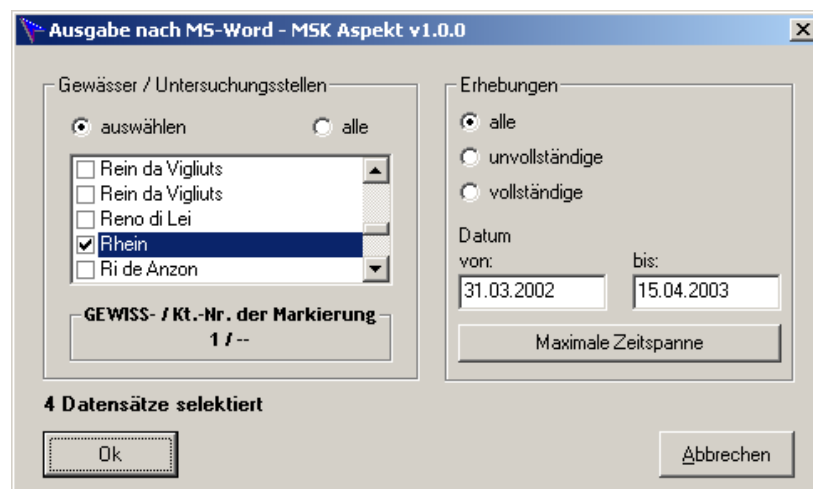 Ausgabe nach MS-Word - MSK Aspekt v1.0.0
Gewässer / Untersuchungsstellen
auswählen
alle
Rein da Vigliuts
Rein da Vigliuts
Reno di Lei
Rhein
Ri de Anzon
GEWISS- / Kt.-Nr. der Markierung
1 / --
4 Datensätze selektiert
Ok
Erhebungen
alle
unvollständige
vollständige
Datum
von:
bis:
31.03.2002
15.04.2003
Maximale Zeitspanne
Abbrechen